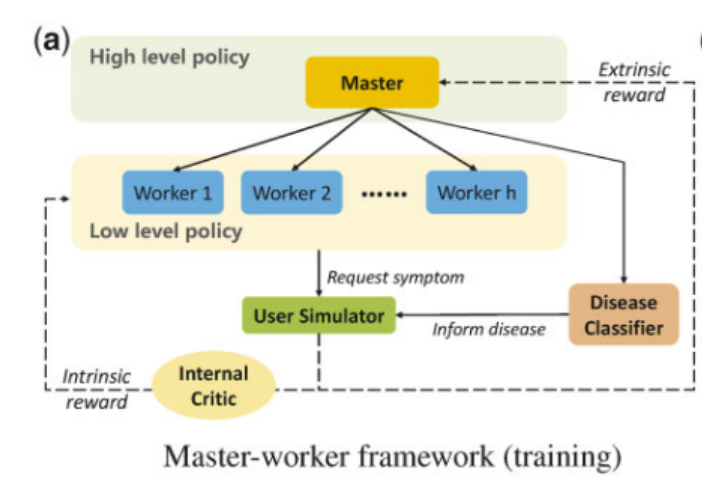 (a)
High level policy
Master
Extrinsic
reward
Worker 1
Worker 2
······
Worker h
Low level policy
Request symptom
User Simulator
Inform disease
Disease
Classifier
Intrinsic
reward
Internal
Critic
Master-worker framework (training)